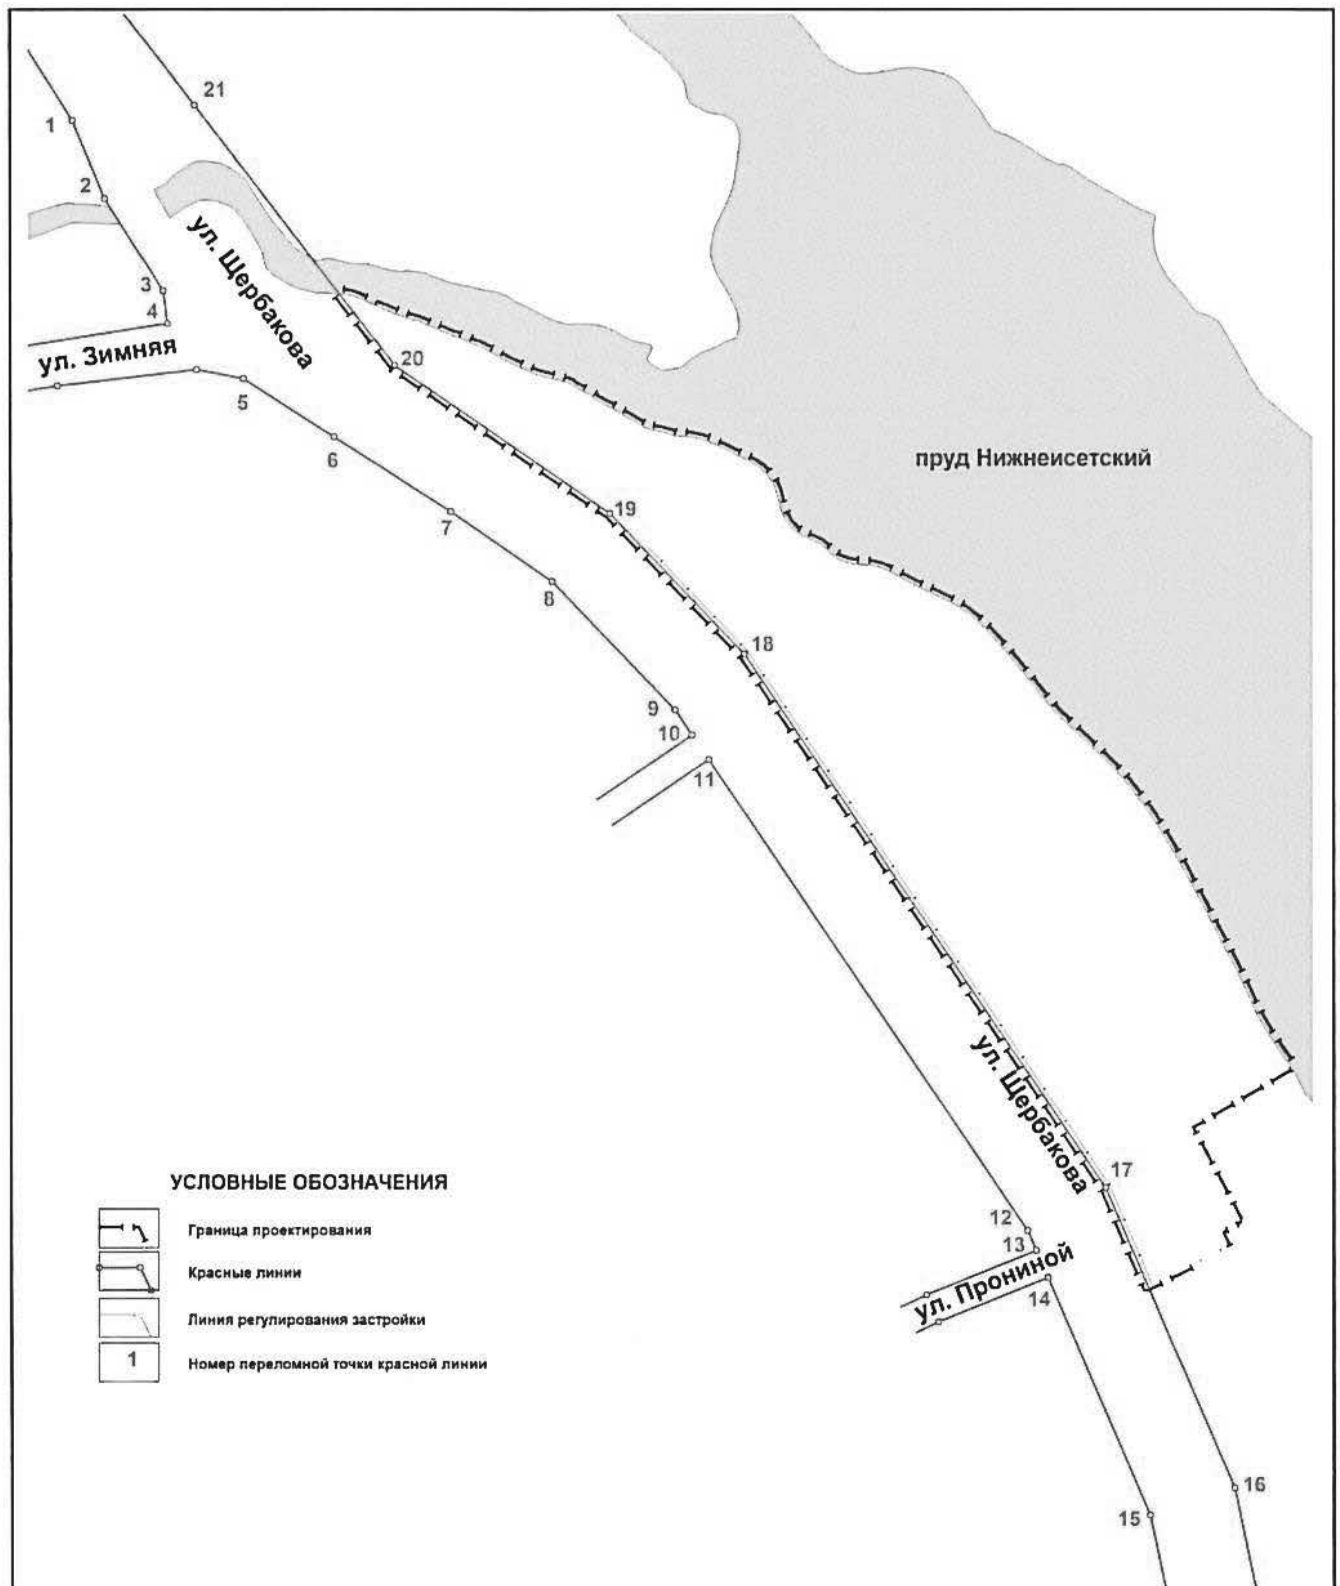 21
1
2
ул. Щербакова
3
4
ул. Зимняя
20
5
6
пруд Нижнеисетский
19
7
8
18
9
10
11
ул. Щербакова
17
УСЛОВНЫЕ ОБОЗНАЧЕНИЯ
Граница проектирования
Красные линии
Линия регулирования застройки
1 Номер переломной точки красной линии
12
13
ул. Прониной
14
16
15